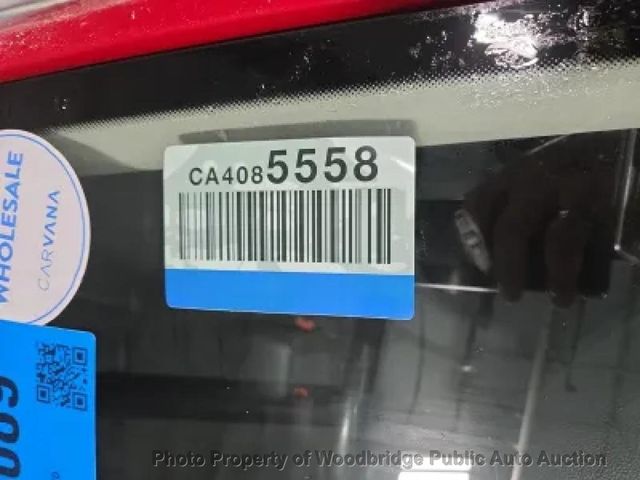 CA4085558
WHOLESALE
CARVANA
Photo Property of Woodbridge Public Auto Auction